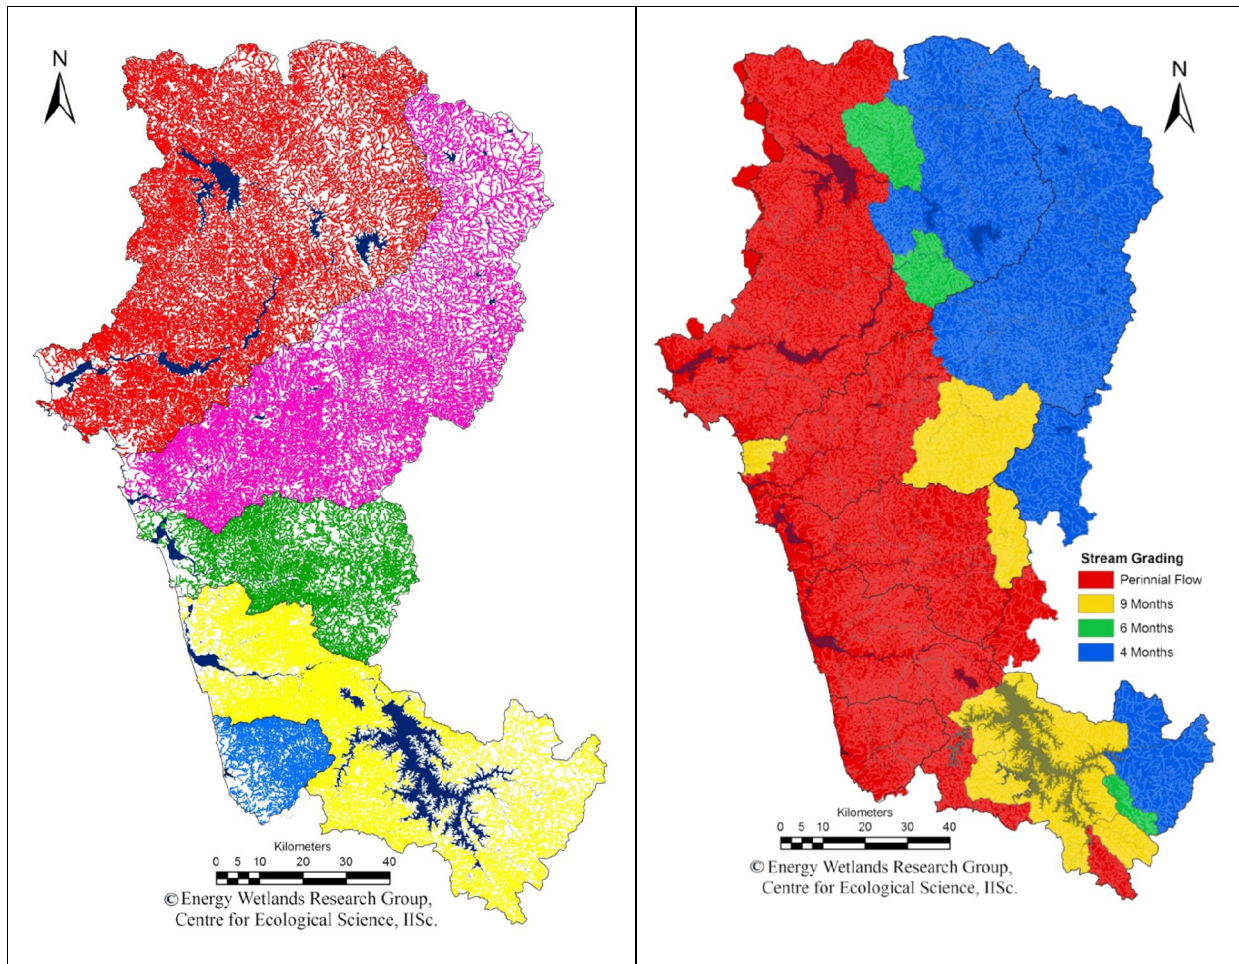 N
Kilometers
0 5 10 20 30 40
© Energy Wetlands Research Group,
Centre for Ecological Science, IISc.
N
Stream Grading
Perinnial Flow
9 Months
6 Months
4 Months
Kilometers
0 5 10 20 30 40
© Energy Wetlands Research Group,
Centre for Ecological Science, IISc.